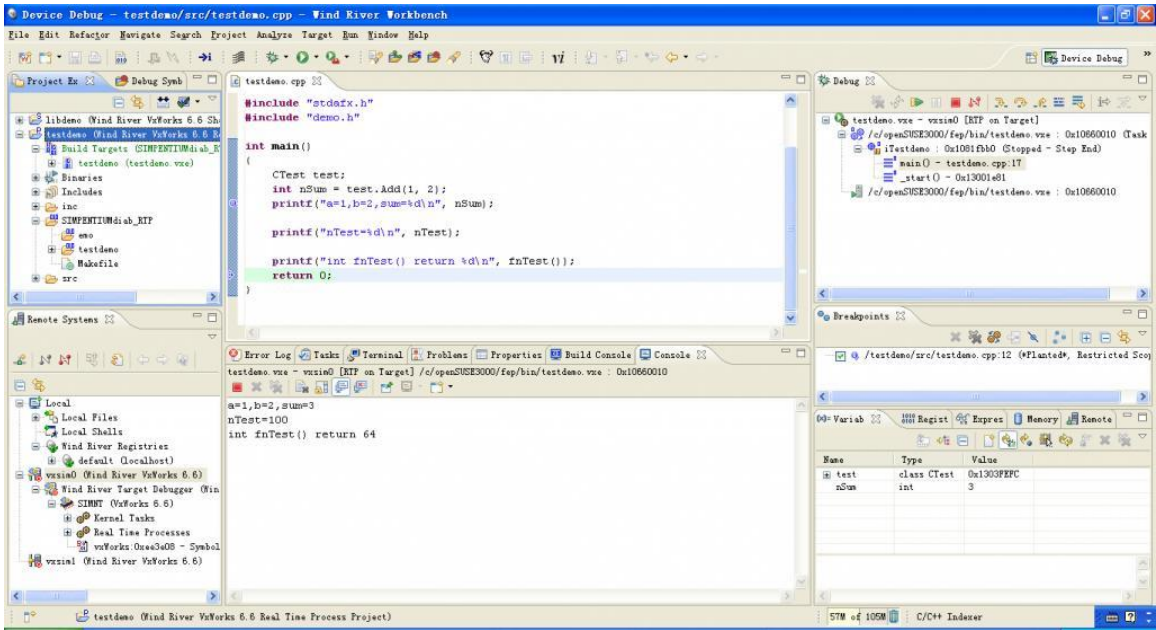 Device Debug - testdemo/src/testdemo.cpp - Wind River Workbench
File Edit Refactor Navigate Search Project Analyze Target Run Window Help
Device Debug
Project Ex Debug Symb
libdemo (Wind River VxWorks 6.6 Sh
testdemo (Wind River VxWorks 6.6 R
Build Targets (SIMPENTIUMdiab_R
testdemo (testdemo.vxe)
Binaries
Includes
inc
SIMPENTIUMdiab_RTP
emo
testdemo
Makefile
src
testdemo.cpp
#include "stdafx.h"
#include "demo.h"
int main()
{
CTest test;
int nSum = test.Add(1, 2);
printf("a=1,b=2,sum=%d\n", nSum);
printf("nTest=%d\n", nTest);
printf("int fnTest() return %d\n", fnTest());
return 0;
}
Debug
testdemo.vxe - vxsim0 [RTP on Target]
/c/openSUSE3000/fep/bin/testdemo.vxe : 0x10660010 (Task
iTestdemo : 0x1081fbb0 (Stopped - Step End)
main() - testdemo.cpp:17
_start() - 0x13001e81
/c/openSUSE3000/fep/bin/testdemo.vxe : 0x10660010
Remote Systems
Local
Local Files
Local Shells
Wind River Registries
default (localhost)
vxsim0 (Wind River VxWorks 6.6)
Wind River Target Debugger (Win
SIMNT (VxWorks 6.6)
Kernel Tasks
Real Time Processes
vxWorks:0xee3e08 - Symbol
vxsim1 (Wind River VxWorks 6.6)
Error Log Tasks Terminal Problems Properties Build Console Console
testdemo.vxe - vxsim0 [RTP on Target] /c/openSUSE3000/fep/bin/testdemo.vxe : 0x10660010
a=1,b=2,sum=3
nTest=100
int fnTest() return 64
Breakpoints
/testdemo/src/testdemo.cpp:12 (*Planted*, Restricted Scop
Variab Regist Expres Memory Remote
Name Type Value
test class CTest 0x1303FEFC
nSum int 3
testdemo (Wind River VxWorks 6.6 Real Time Process Project)
57M of 105M
C/C++ Indexer